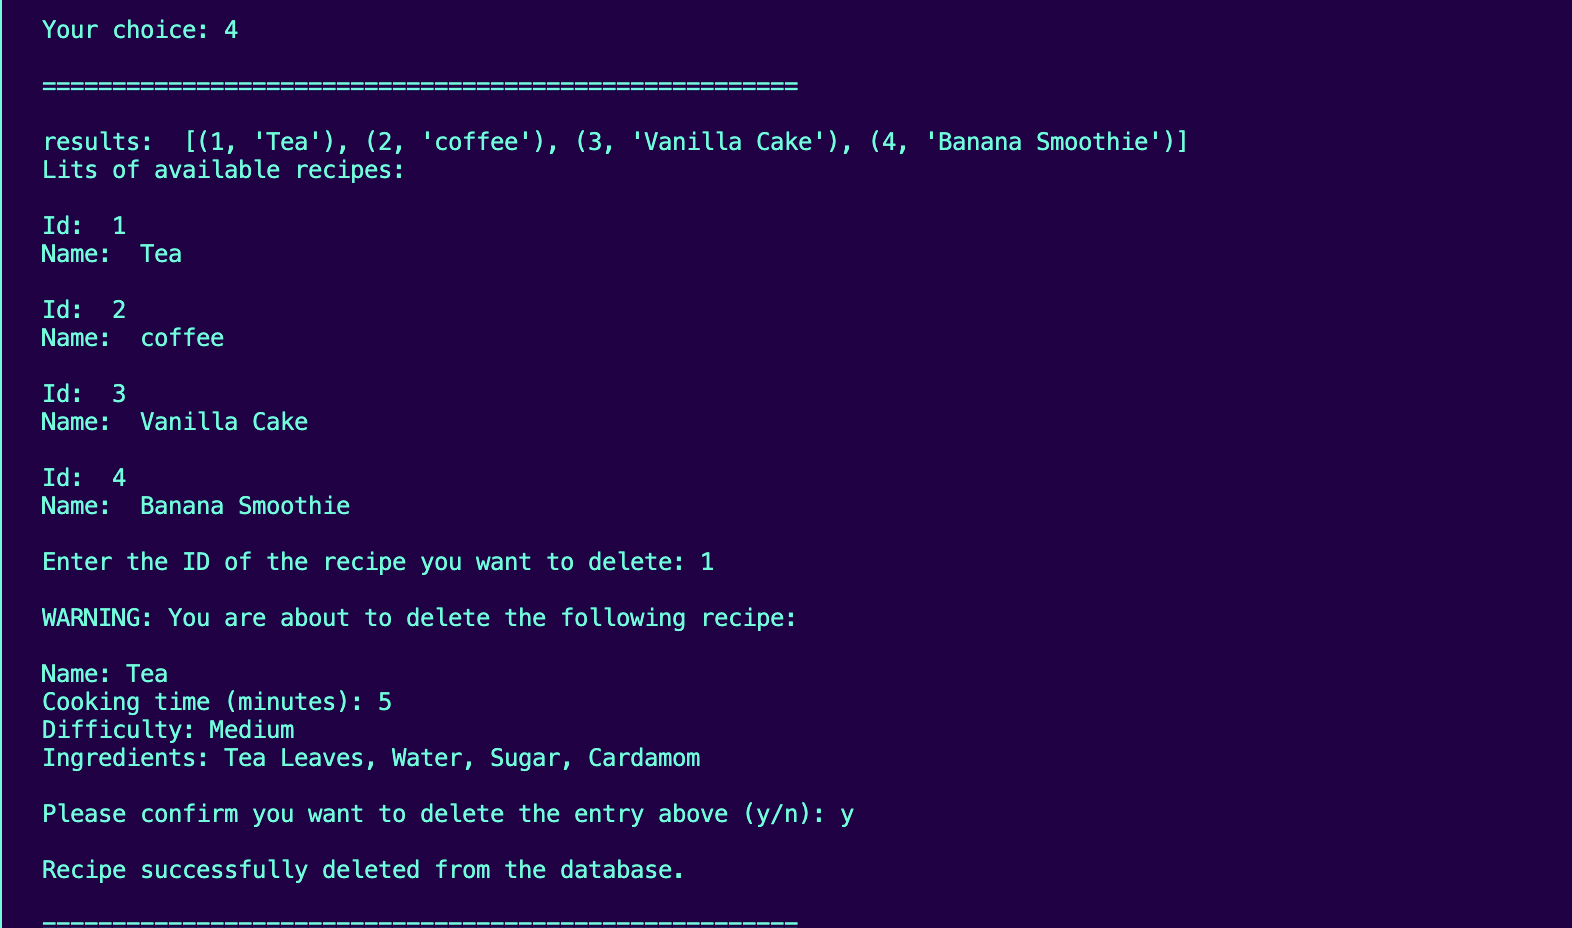 Your choice: 4
======================================================
results:  [(1, 'Tea'), (2, 'coffee'), (3, 'Vanilla Cake'), (4, 'Banana Smoothie')]
Lits of available recipes:
Id:  1
Name:  Tea
Id:  2
Name:  coffee
Id:  3
Name:  Vanilla Cake
Id:  4
Name:  Banana Smoothie
Enter the ID of the recipe you want to delete: 1
WARNING: You are about to delete the following recipe:
Name: Tea
Cooking time (minutes): 5
Difficulty: Medium
Ingredients: Tea Leaves, Water, Sugar, Cardamom
Please confirm you want to delete the entry above (y/n): y
Recipe successfully deleted from the database.
======================================================